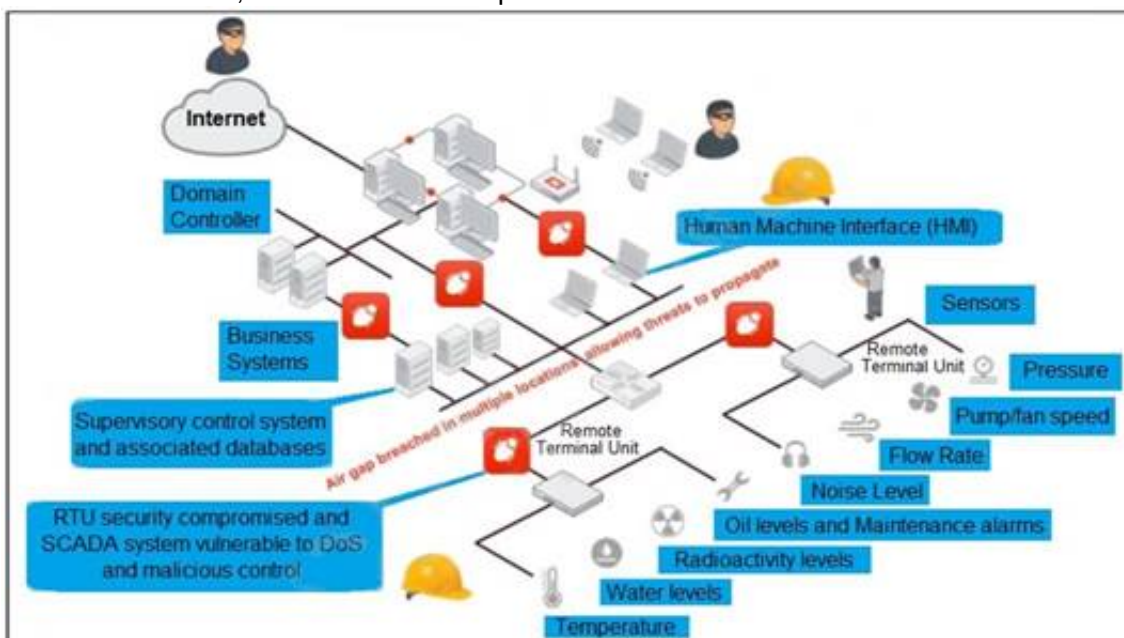 Internet
Domain
Controller
Human Machine Interface (HMI)
Sensors
Business
Systems
Air gap breached in multiple locations allowing threats to propagate
Remote
Terminal Unit
Pressure
Pump/fan speed
Supervisory control system
and associated databases
Remote
Terminal Unit
Flow Rate
Noise Level
RTU security compromised and
SCADA system vulnerable to DoS
and malicious control
Oil levels and Maintenance alarms
Radioactivity levels
Water levels
Temperature